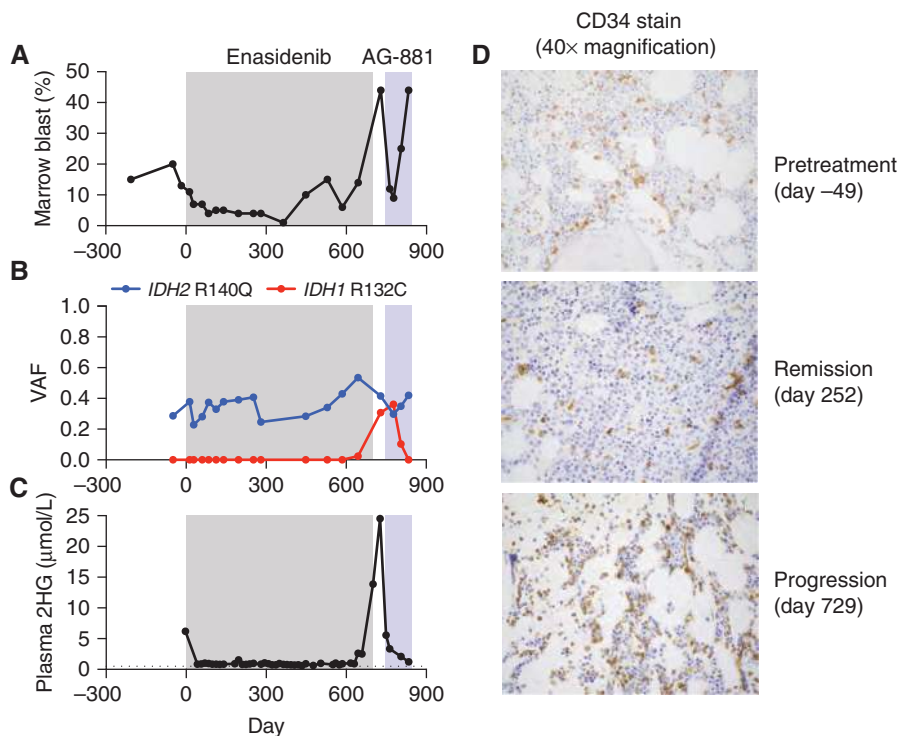 A
Enasidenib
AG-881
Marrow blast (%)
50
40
30
20
10
0
−300
0
300
600
900
B
IDH2 R140Q
IDH1 R132C
VAF
1.0
0.8
0.6
0.4
0.2
0.0
−300
0
300
600
900
C
Plasma 2HG (μmol/L)
25
20
15
10
5
0
−300
0
300
600
900
Day
D
CD34 stain
(40× magnification)
Pretreatment
(day −49)
Remission
(day 252)
Progression
(day 729)